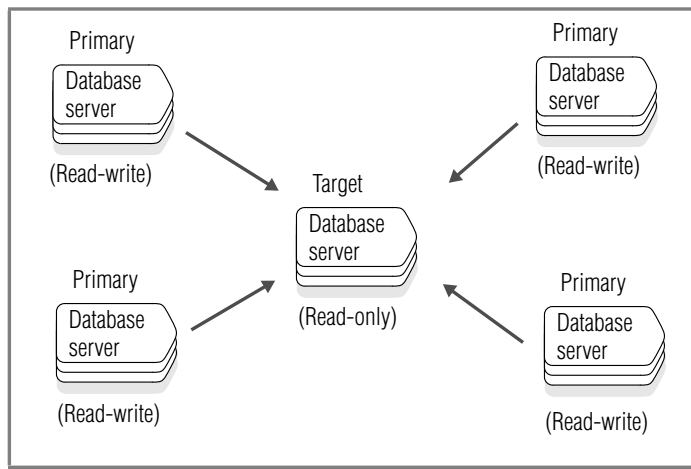 Primary
Database
server
(Read-write)
Primary
Database
server
(Read-write)
Target
Database
server
(Read-only)
Primary
Database
server
(Read-write)
Primary
Database
server
(Read-write)